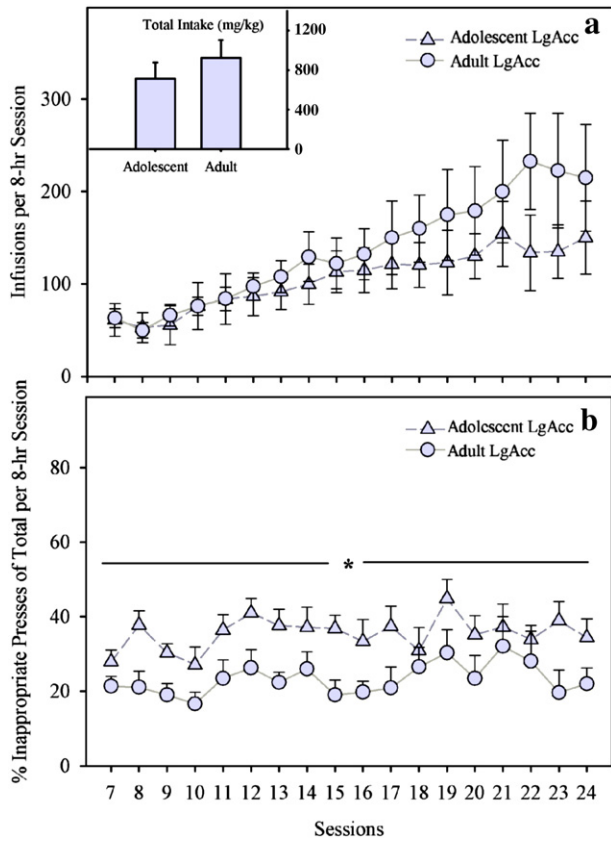 a
Total Intake (mg/kg)
1200
800
400
0
Adolescent Adult
Adolescent LgAcc
Adult LgAcc
Infusions per 8-hr Session
300
200
100
0
b
Adolescent LgAcc
Adult LgAcc
% Inappropriate Presses of Total per 8-hr Session
80
60
*
40
20
0
7 8 9 10 11 12 13 14 15 16 17 18 19 20 21 22 23 24
Sessions